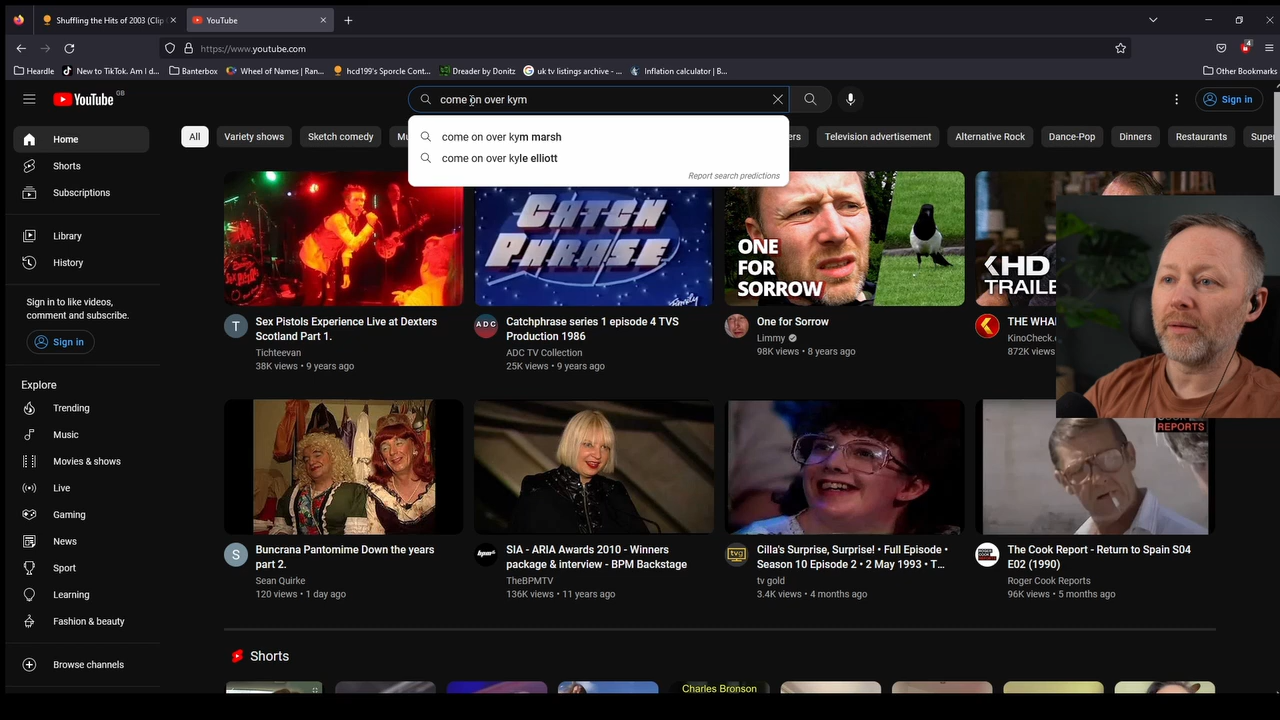 Shuffling the Hits of 2003 (Clip
YouTube
https://www.youtube.com
4
Heardle
New to TikTok. Am I d...
Banterbox
Wheel of Names | Ran...
hcd199's Sporcle Cont...
Dreader by Donitz
uk tv listings archive - ...
Inflation calculator | B...
Other Bookmarks
YouTube GB
come on over kym
Sign in
come on over kym marsh
come on over kyle elliott
Report search predictions
Home
Shorts
Subscriptions
Library
History
Sign in to like videos,
comment and subscribe.
Sign in
Explore
Trending
Music
Movies & shows
Live
Gaming
News
Sport
Learning
Fashion & beauty
Browse channels
All
Variety shows
Sketch comedy
Mu
ers
Television advertisement
Alternative Rock
Dance-Pop
Dinners
Restaurants
Super
CATCH
PHRASE
Family
ONE
FOR
SORROW
KHD
TRAILE
T
Sex Pistols Experience Live at Dexters
Scotland Part 1.
Tichteevan
38K views • 9 years ago
ADC
Catchphrase series 1 episode 4 TVS
Production 1986
ADC TV Collection
25K views • 9 years ago
One for Sorrow
Limmy
98K views • 8 years ago
THE WHA
KinoCheck.c
872K views
REPORTS
S
Buncrana Pantomime Down the years
part 2.
Sean Quirke
120 views • 1 day ago
bpm
SIA - ARIA Awards 2010 - Winners
package & interview - BPM Backstage
TheBPMTV
136K views • 11 years ago
tvg
Cilla's Surprise, Surprise! • Full Episode •
Season 10 Episode 2 • 2 May 1993 • T...
tv gold
3.4K views • 4 months ago
The Cook Report - Return to Spain S04
E02 (1990)
Roger Cook Reports
96K views • 5 months ago
Shorts
Charles Bronson